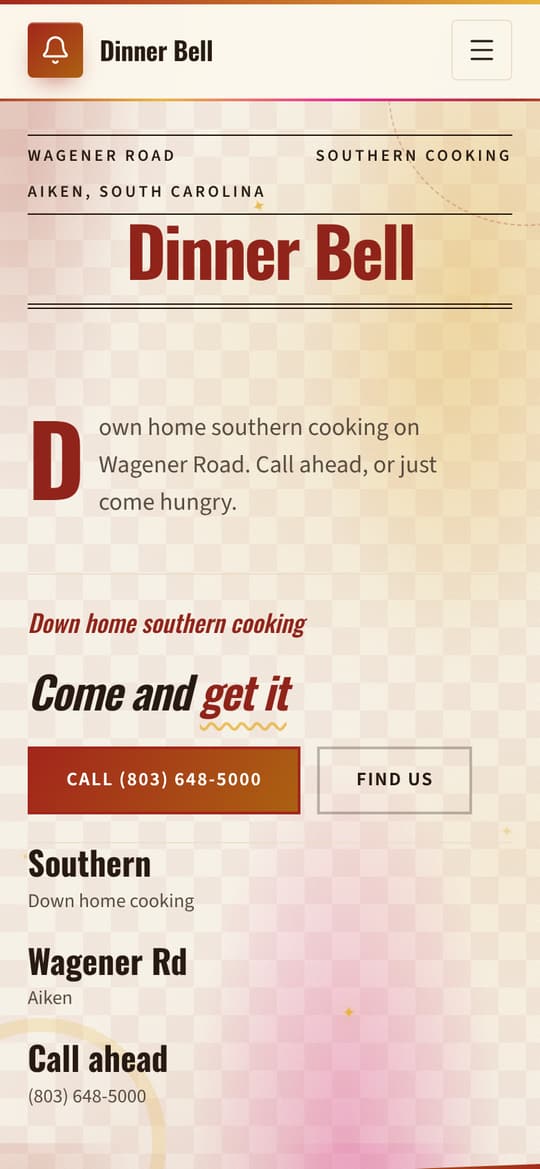 Dinner Bell
WAGENER ROAD
SOUTHERN COOKING
AIKEN, SOUTH CAROLINA
Dinner Bell
Down home southern cooking on
Wagener Road. Call ahead, or just
come hungry.
Down home southern cooking
Come and get it
CALL (803) 648-5000
FIND US
Southern
Down home cooking
Wagener Rd
Aiken
Call ahead
(803) 648-5000